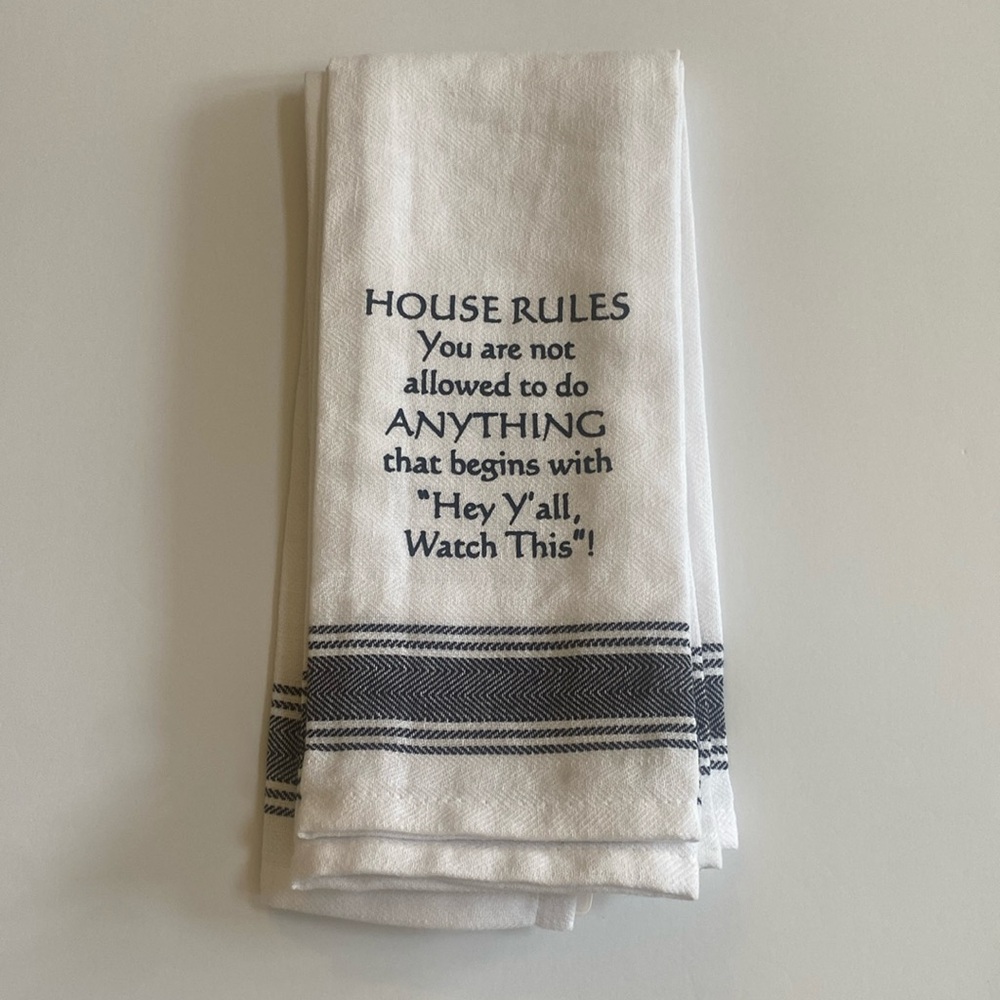 HOUSE RULES
You are not
allowed to do
ANYTHING
that begins with
"Hey Y'all,
Watch This"!